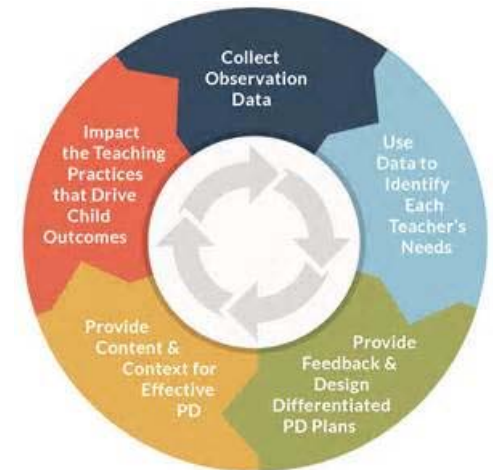 Collect
Observation
Data
Use
Data to
Identify
Each
Teacher's
Needs
Provide
Feedback &
Design
Differentiated
PD Plans
Provide
Content &
Context for
Effective
PD
Impact
the Teaching
Practices
that Drive
Child
Outcomes